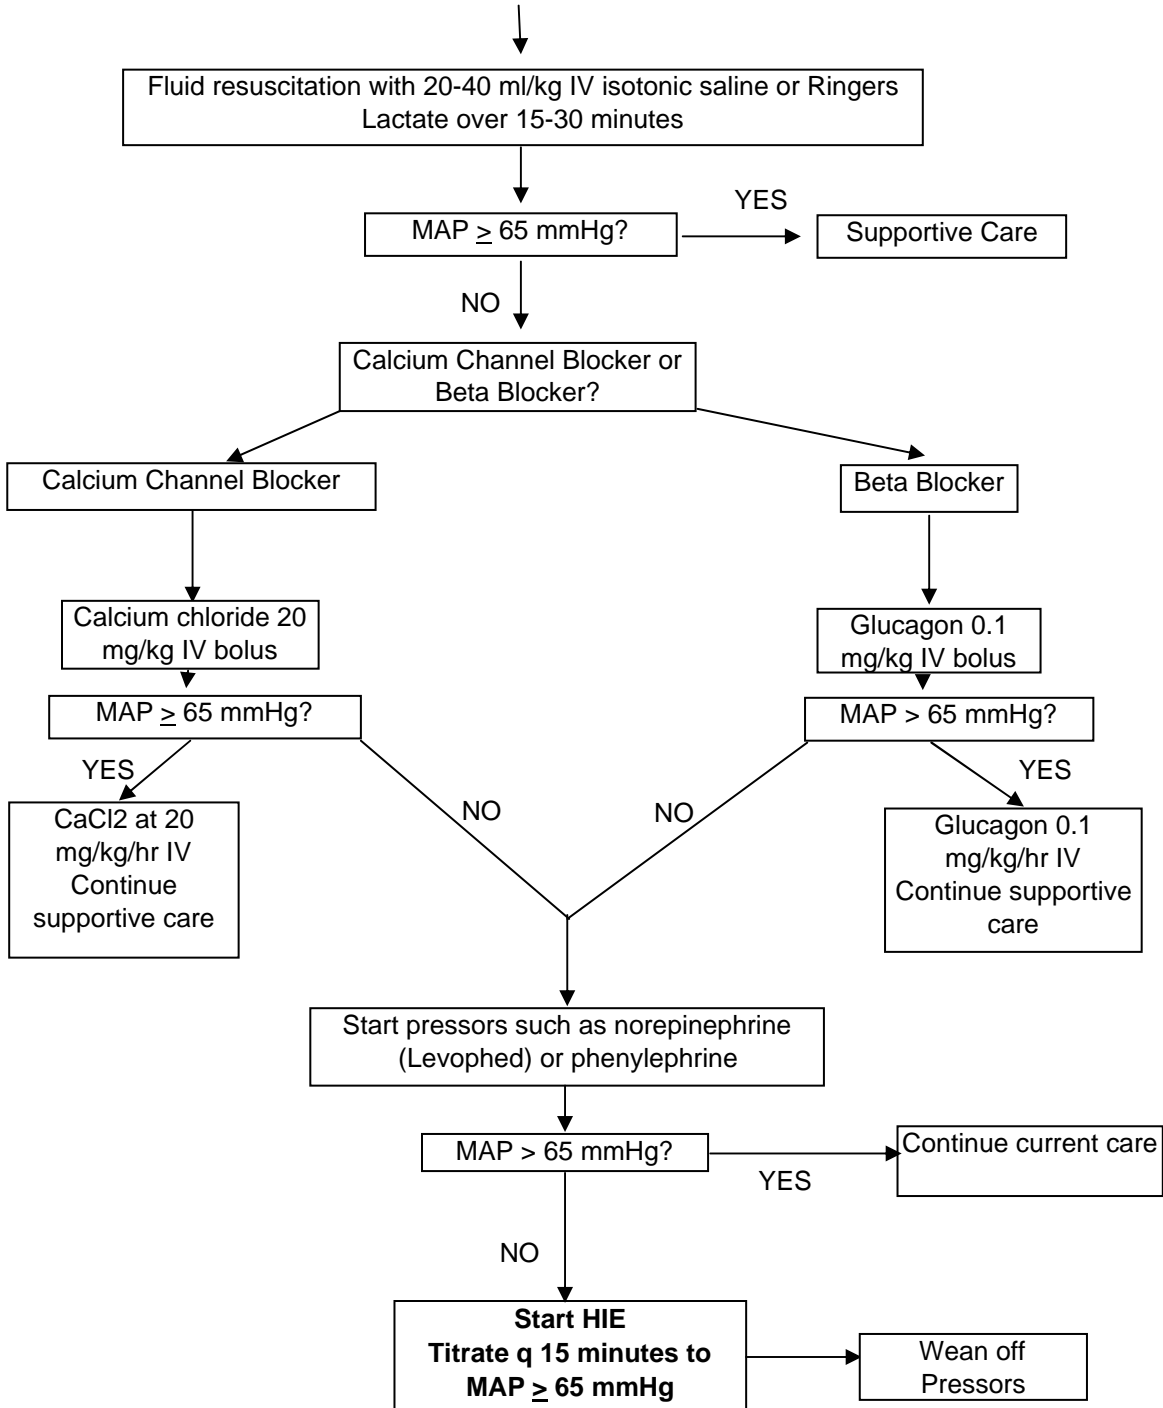 Fluid resuscitation with 20-40 ml/kg IV isotonic saline or Ringers
Lactate over 15-30 minutes
MAP ≥ 65 mmHg?
YES
Supportive Care
NO
Calcium Channel Blocker or
Beta Blocker?
Calcium Channel Blocker
Beta Blocker
Calcium chloride 20
mg/kg IV bolus
Glucagon 0.1
mg/kg IV bolus
MAP ≥ 65 mmHg?
MAP > 65 mmHg?
YES
NO
NO
YES
CaCl2 at 20
mg/kg/hr IV
Continue
supportive care
Glucagon 0.1
mg/kg/hr IV
Continue supportive
care
Start pressors such as norepinephrine
(Levophed) or phenylephrine
MAP > 65 mmHg?
YES
Continue current care
NO
Start HIE
Titrate q 15 minutes to
MAP ≥ 65 mmHg
Wean off
Pressors